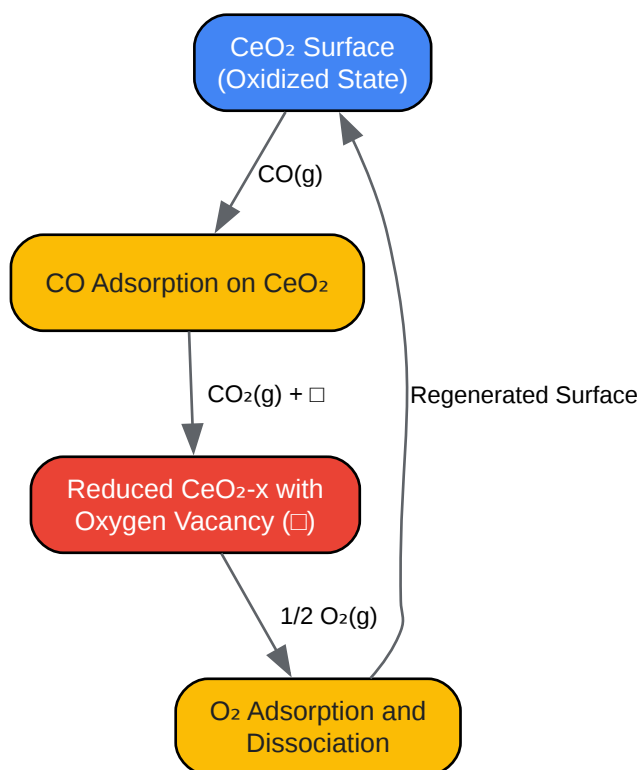 CeO₂ Surface
(Oxidized State)
CO(g)
CO Adsorption on CeO₂
CO₂(g) + □
Regenerated Surface
Reduced CeO₂-x with
Oxygen Vacancy (□)
1/2 O₂(g)
O₂ Adsorption and
Dissociation